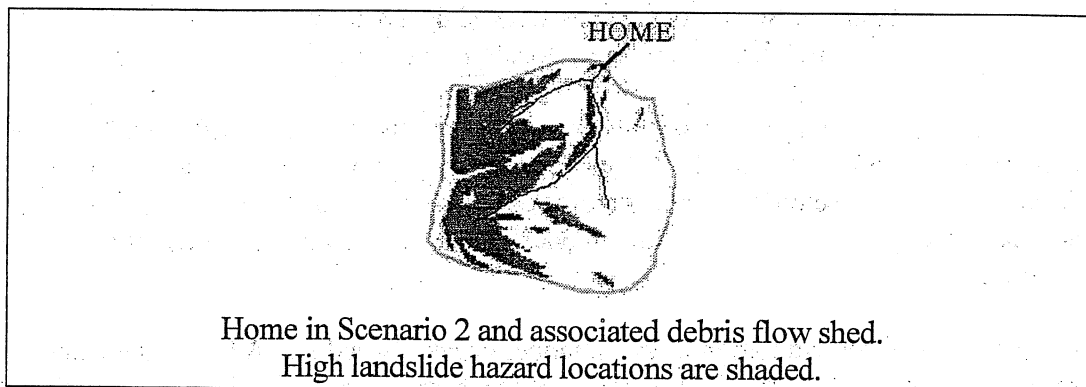 HOME
Home in Scenario 2 and associated debris flow shed.
High landslide hazard locations are shaded.